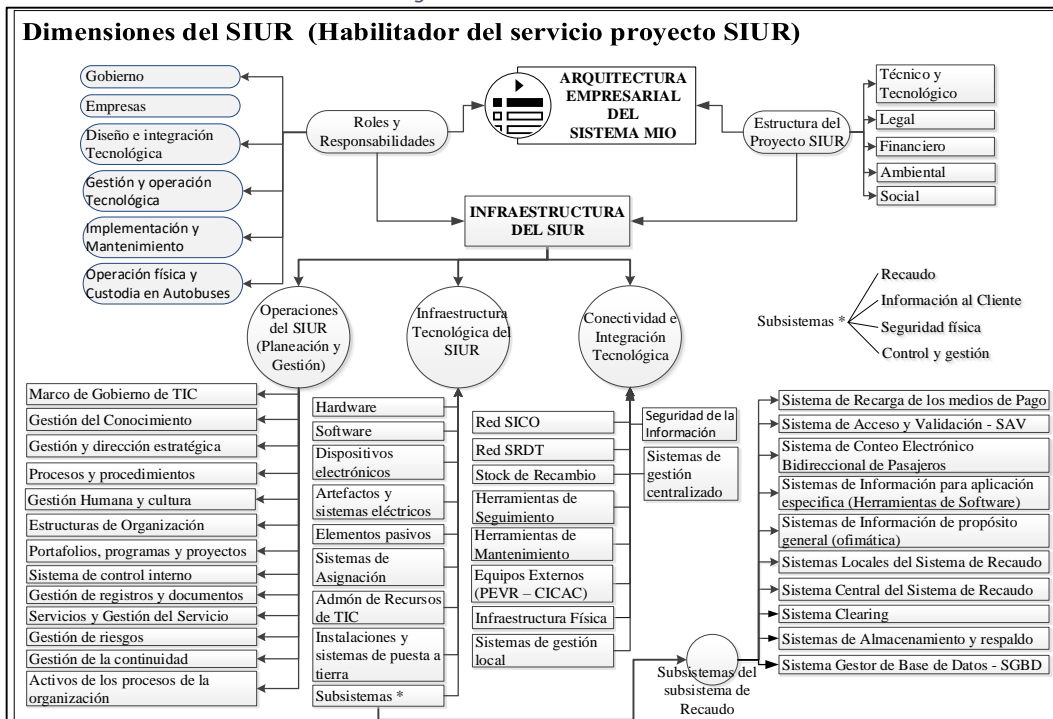 Dimensiones del SIUR (Habilitador del servicio proyecto SIUR)
Gobierno
Empresas
Diseño e integración
Tecnológica
Gestión y operación
Tecnológica
Implementación y
Mantenimiento
Operación física y
Custodia en Autobuses
Roles y
Responsabilidades
ARQUITECTURA
EMPRESARIAL
DEL
SISTEMA MIO
Estructura del
Proyecto SIUR
Técnico y
Tecnológico
Legal
Financiero
Ambiental
Social
INFRAESTRUCTURA
DEL SIUR
Operaciones
del SIUR
(Planeación y
Gestión)
Infraestructura
Tecnológica del
SIUR
Conectividad e
Integración
Tecnológica
Subsistemas *
Recaudo
Información al Cliente
Seguridad física
Control y gestión
Marco de Gobierno de TIC
Gestión del Conocimiento
Gestión y dirección estratégica
Procesos y procedimientos
Gestión Humana y cultura
Estructuras de Organización
Portafolios, programas y proyectos
Sistema de control interno
Gestión de registros y documentos
Servicios y Gestión del Servicio
Gestión de riesgos
Gestión de la continuidad
Activos de los procesos de la
organización
Hardware
Software
Dispositivos
electrónicos
Artefactos y
sistemas eléctricos
Elementos pasivos
Sistemas de
Asignación
Admón de Recursos
de TIC
Instalaciones y
sistemas de puesta a
tierra
Subsistemas *
Red SICO
Red SRDT
Stock de Recambio
Herramientas de
Seguimiento
Herramientas de
Mantenimiento
Equipos Externos
(PEVR – CICAC)
Infraestructura Física
Sistemas de gestión
local
Seguridad de la
Información
Sistemas de
gestión
centralizado
Subsistemas del
subsistema de
Recaudo
Sistema de Recarga de los medios de Pago
Sistema de Acceso y Validación - SAV
Sistema de Conteo Electrónico
Bidireccional de Pasajeros
Sistemas de Información para aplicación
especifica (Herramientas de Software)
Sistemas de Información de propósito
general (ofimática)
Sistemas Locales del Sistema de Recaudo
Sistema Central del Sistema de Recaudo
Sistema Clearing
Sistemas de Almacenamiento y respaldo
Sistema Gestor de Base de Datos - SGBD